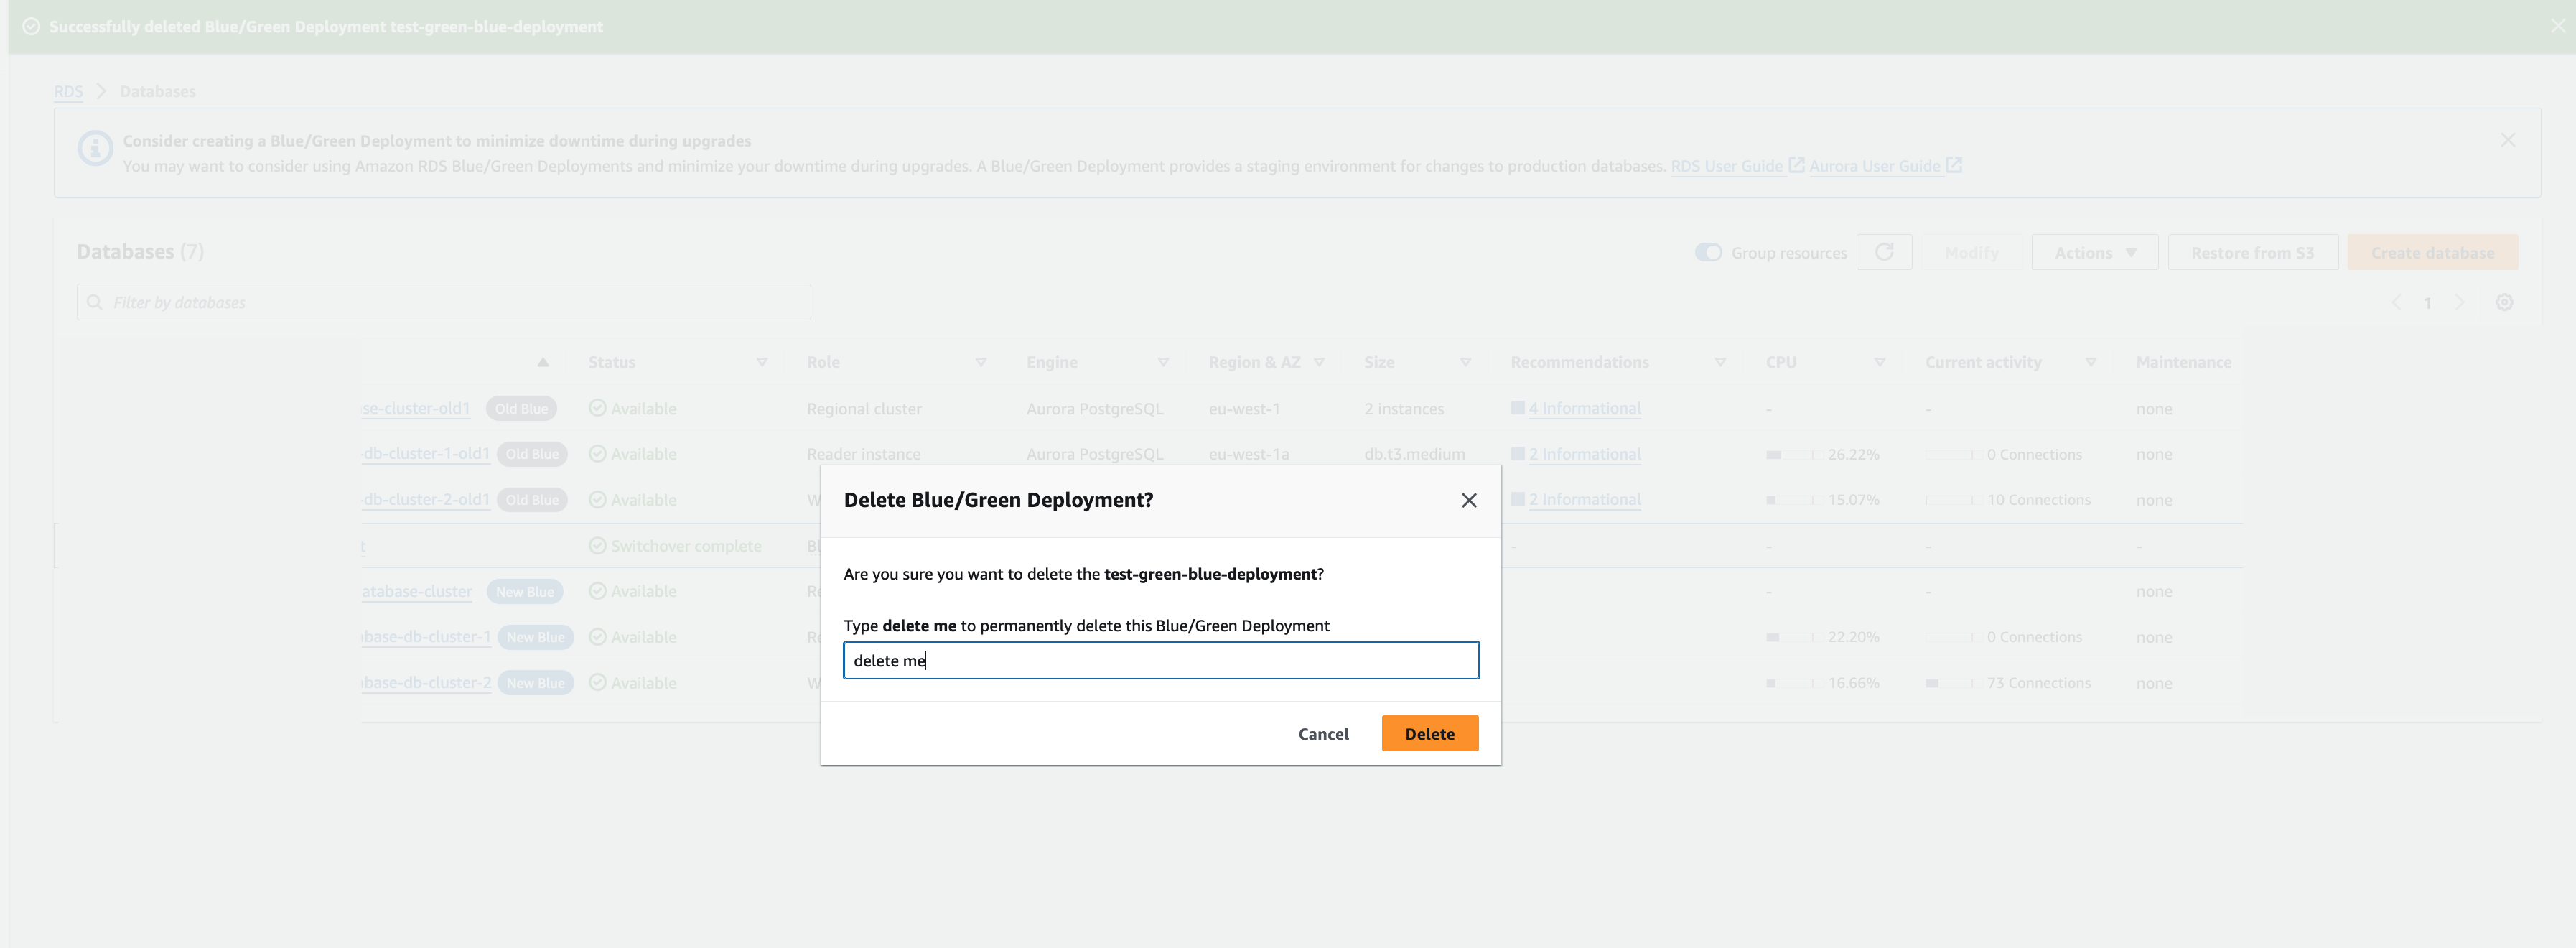 Successfully deleted Blue/Green Deployment test-green-blue-deployment
RDS > Databases
Consider creating a Blue/Green Deployment to minimize downtime during upgrades
You may want to consider using Amazon RDS Blue/Green Deployments and minimize your downtime during upgrades. A Blue/Green Deployment provides a staging environment for changes to production databases. RDS User Guide Aurora User Guide
Databases (7)
Group resources
Modify
Actions
Restore from S3
Create database
Filter by databases
1
Status Role Engine Region & AZ Size Recommendations CPU Current activity Maintenance
se-cluster-old1 Old Blue Available Regional cluster Aurora PostgreSQL eu-west-1 2 instances 4 Informational - - none
-db-cluster-1-old1 Old Blue Available Reader instance Aurora PostgreSQL eu-west-1a db.t3.medium 2 Informational 26.22% 0 Connections none
-db-cluster-2-old1 Old Blue Available W 2 Informational 15.07% 10 Connections none
t Switchover complete Bl - - - -
atabase-cluster New Blue Available Re - - none
base-db-cluster-1 New Blue Available Re 22.20% 0 Connections none
base-db-cluster-2 New Blue Available W 16.66% 73 Connections none
Delete Blue/Green Deployment?
Are you sure you want to delete the test-green-blue-deployment?
Type delete me to permanently delete this Blue/Green Deployment
delete me
Cancel
Delete